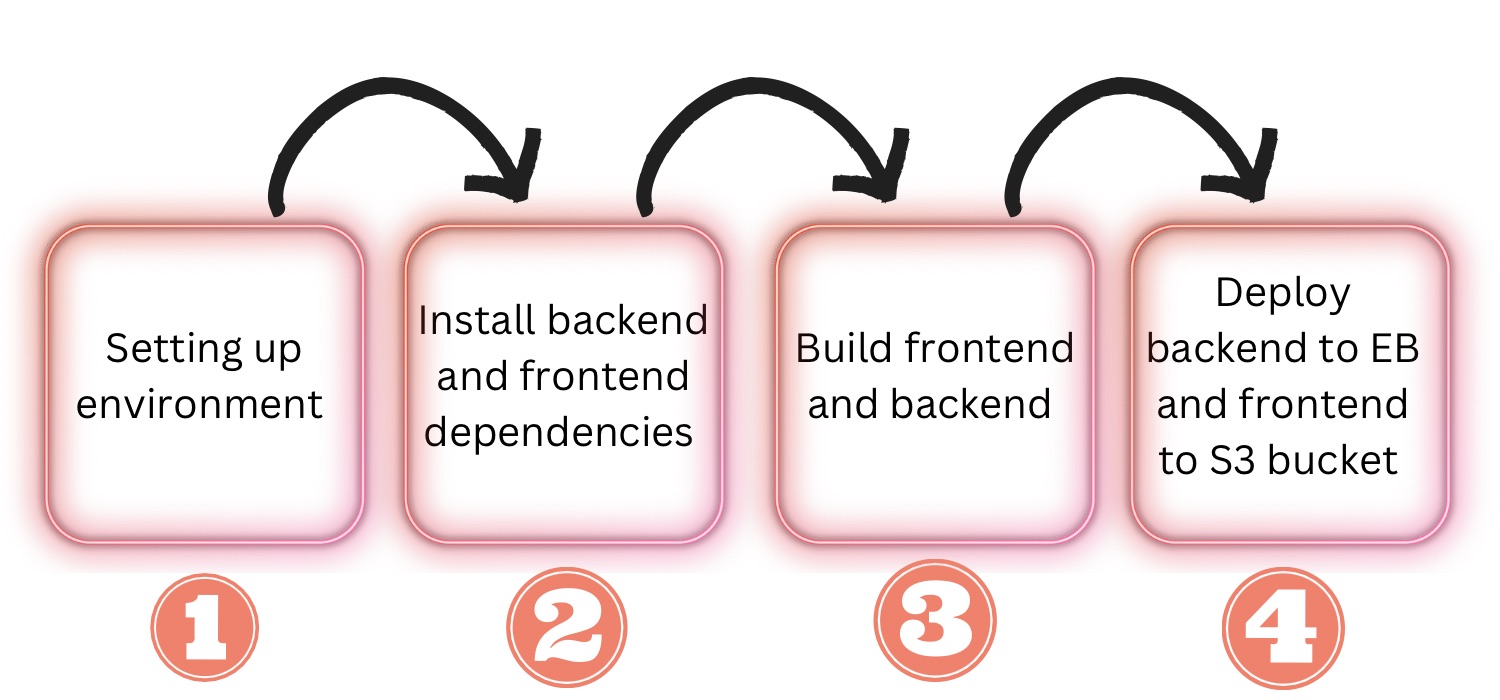 Setting up
environment
Install backend
and frontend
dependencies
Build frontend
and backend
Deploy
backend to EB
and frontend
to S3 bucket
1
2
3
4